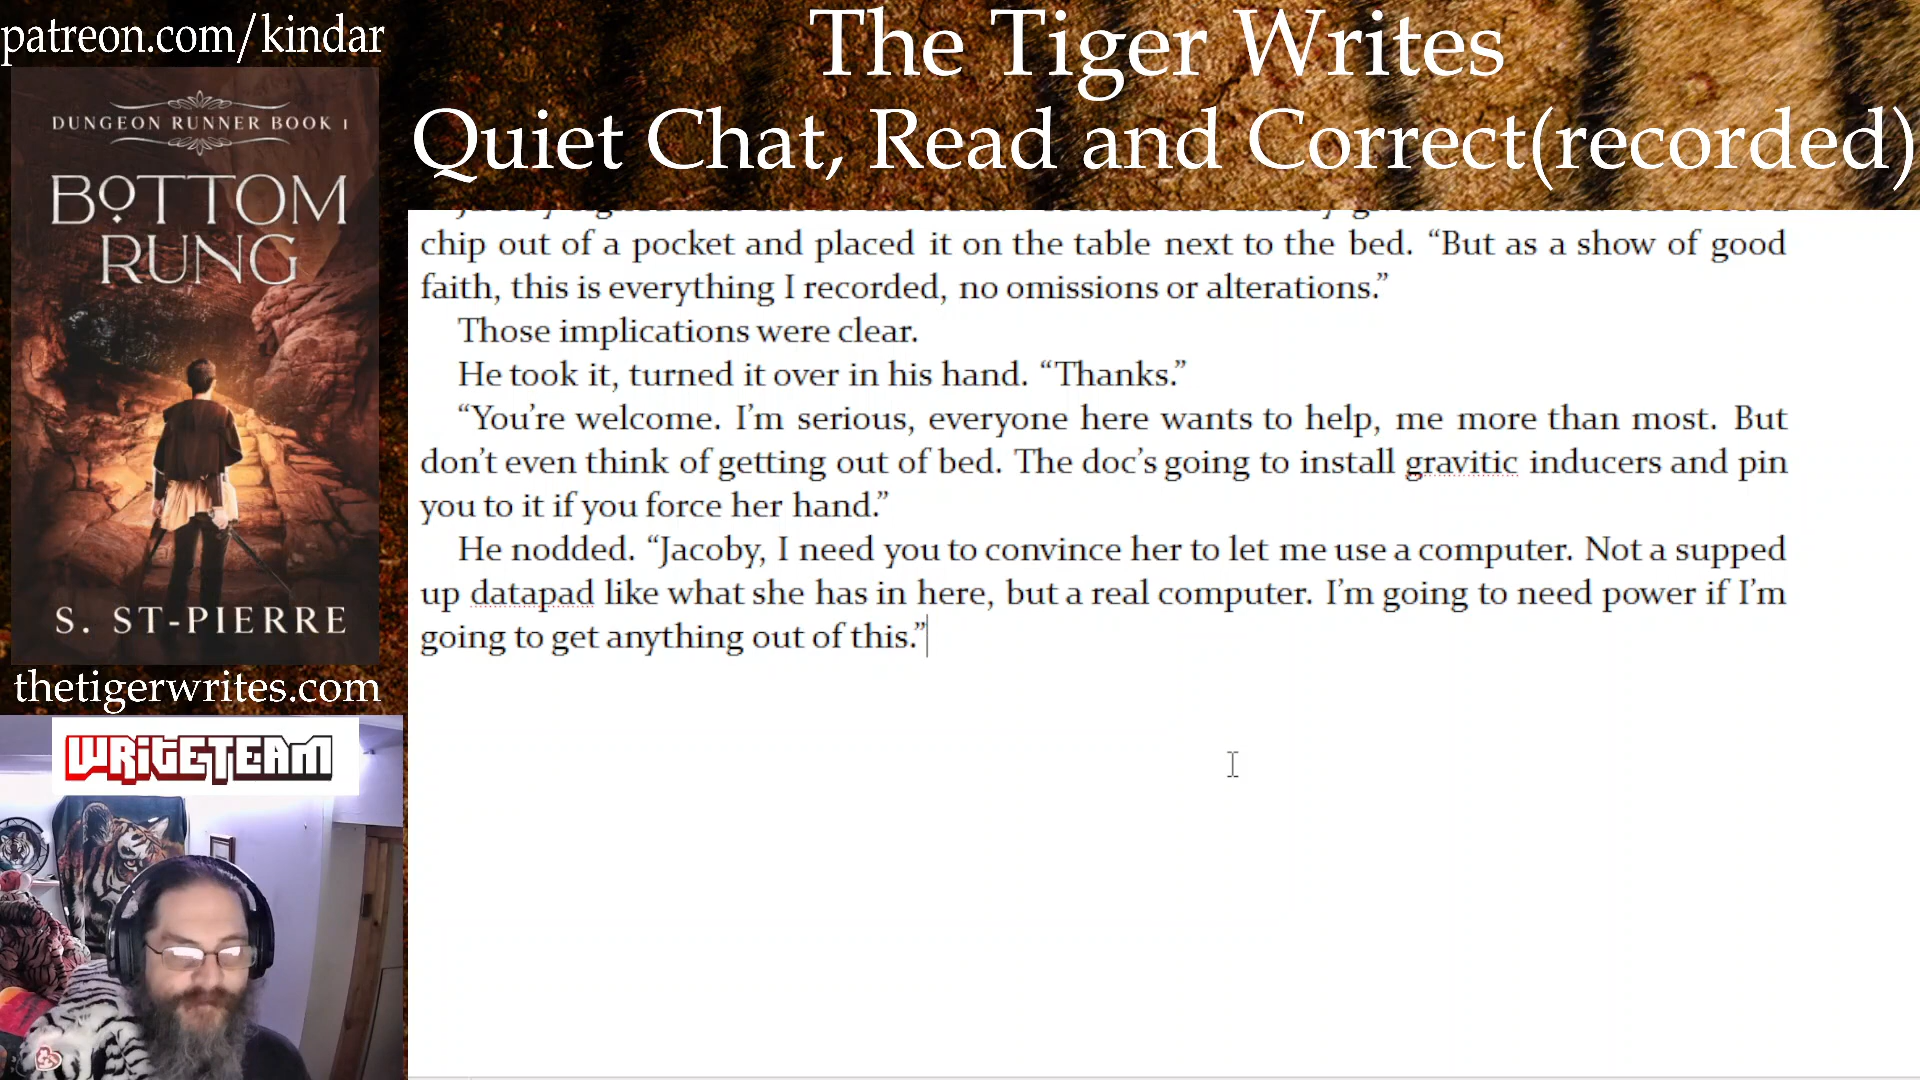 patreon.com/kindar
The Tiger Writes
Quiet Chat, Read and Correct(recorded)
DUNGEON RUNNER BOOK 1
BOTTOM
RUNG
S. ST-PIERRE
thetigerwrites.com
WRITETEAM
chip out of a pocket and placed it on the table next to the bed. “But as a show of good
faith, this is everything I recorded, no omissions or alterations.”
Those implications were clear.
He took it, turned it over in his hand. “Thanks.”
“You’re welcome. I’m serious, everyone here wants to help, me more than most. But
don’t even think of getting out of bed. The doc’s going to install gravitic inducers and pin
you to it if you force her hand.”
He nodded. “Jacoby, I need you to convince her to let me use a computer. Not a supped
up datapad like what she has in here, but a real computer. I’m going to need power if I’m
going to get anything out of this.”